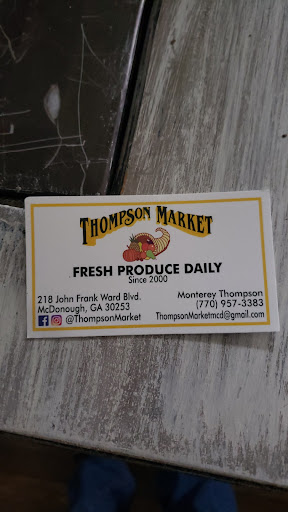 THOMPSON MARKET
FRESH PRODUCE DAILY
Since 2000
218 John Frank Ward Blvd.
McDonough, GA 30253
@ThompsonMarket
Monterey Thompson
(770) 957-3383
ThompsonMarketmcd@gmail.com